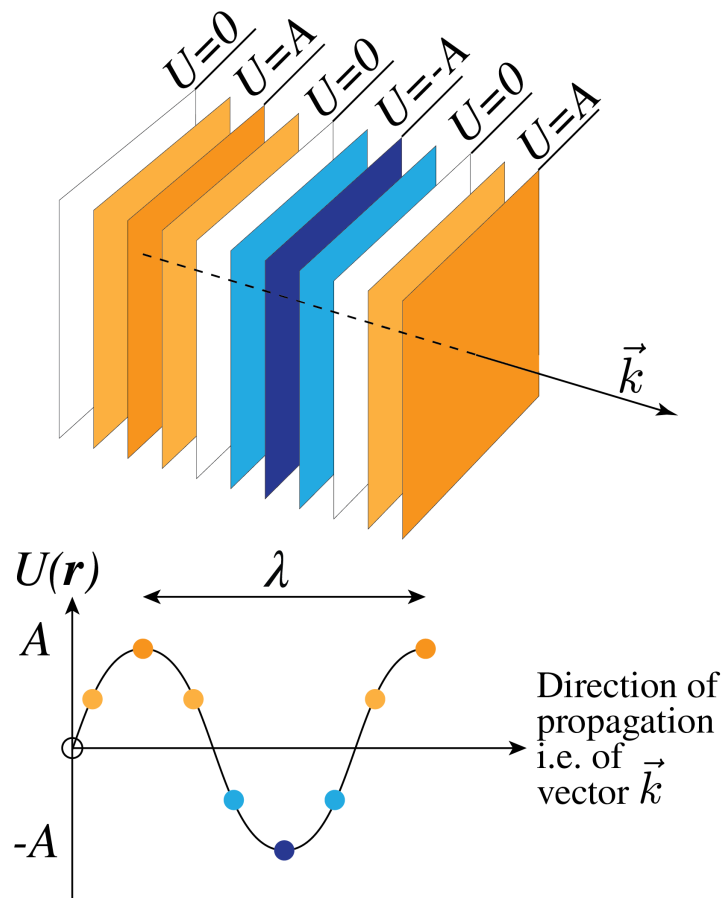 U=0
U=A
U=0
U=-A
U=0
U=A
k⃗
U(r)
λ
A
-A
Direction of
propagation
i.e. of
vector k⃗